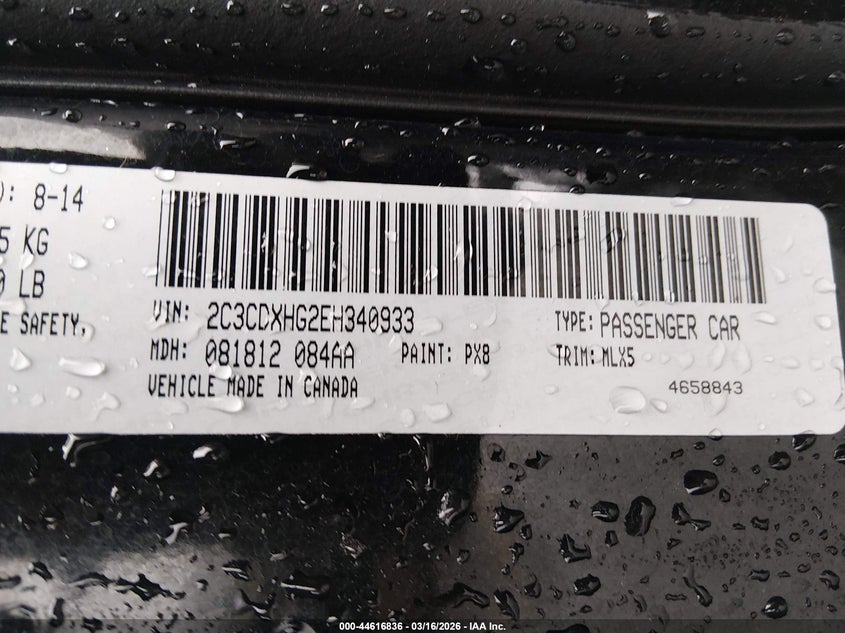 ): 8-14
5 KG
0 LB
E SAFETY,
VIN: 2C3CDXHG2EH340933
TYPE: PASSENGER CAR
MDH: 081812 084AA
PAINT: PX8
TRIM: MLX5
VEHICLE MADE IN CANADA
4658843
000-44616836 - 03/16/2026 - IAA Inc.